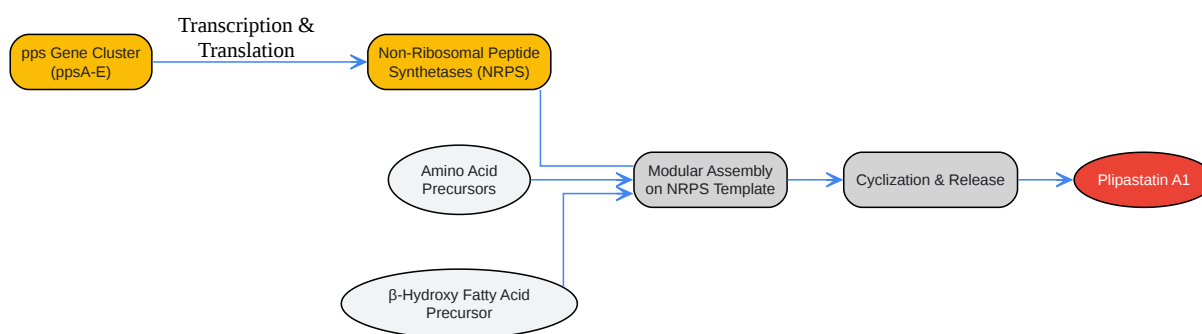 Transcription &
Translation
pps Gene Cluster
(ppsA-E)
Non-Ribosomal Peptide
Synthetases (NRPS)
Amino Acid
Precursors
Modular Assembly
on NRPS Template
Cyclization & Release
Plipastatin A1
β-Hydroxy Fatty Acid
Precursor